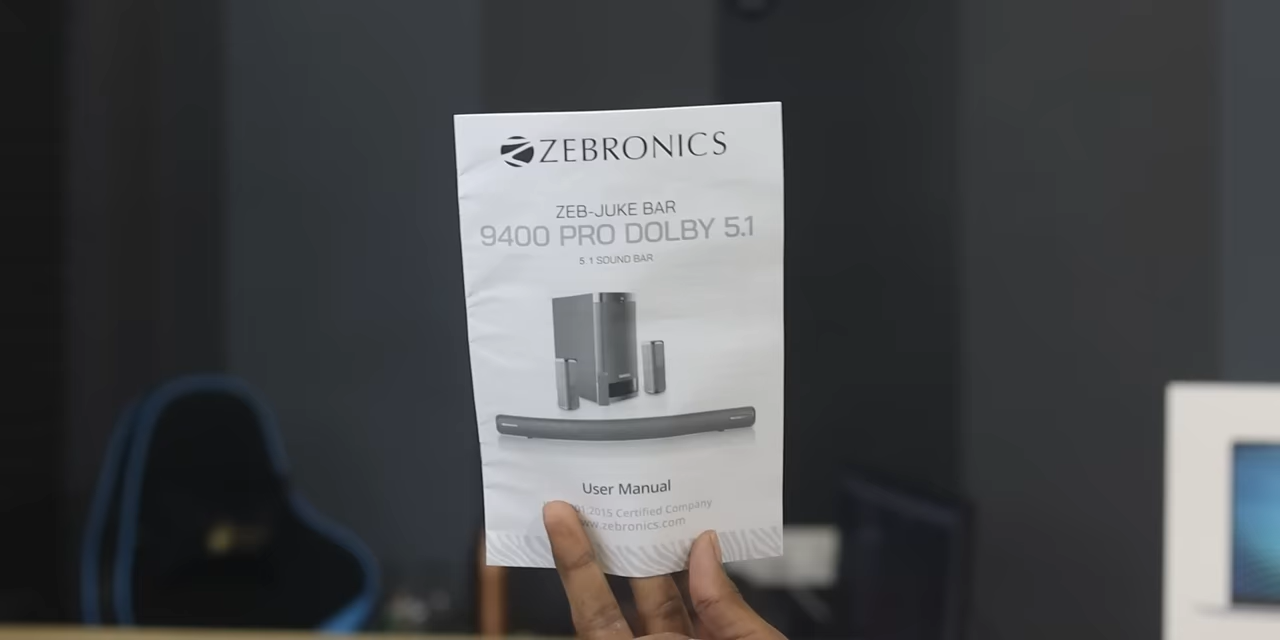 ZEBRONICS
ZEB-JUKE BAR
9400 PRO DOLBY 5.1
5.1 SOUND BAR
User Manual
2015 Certified Company
www.zebronics.com